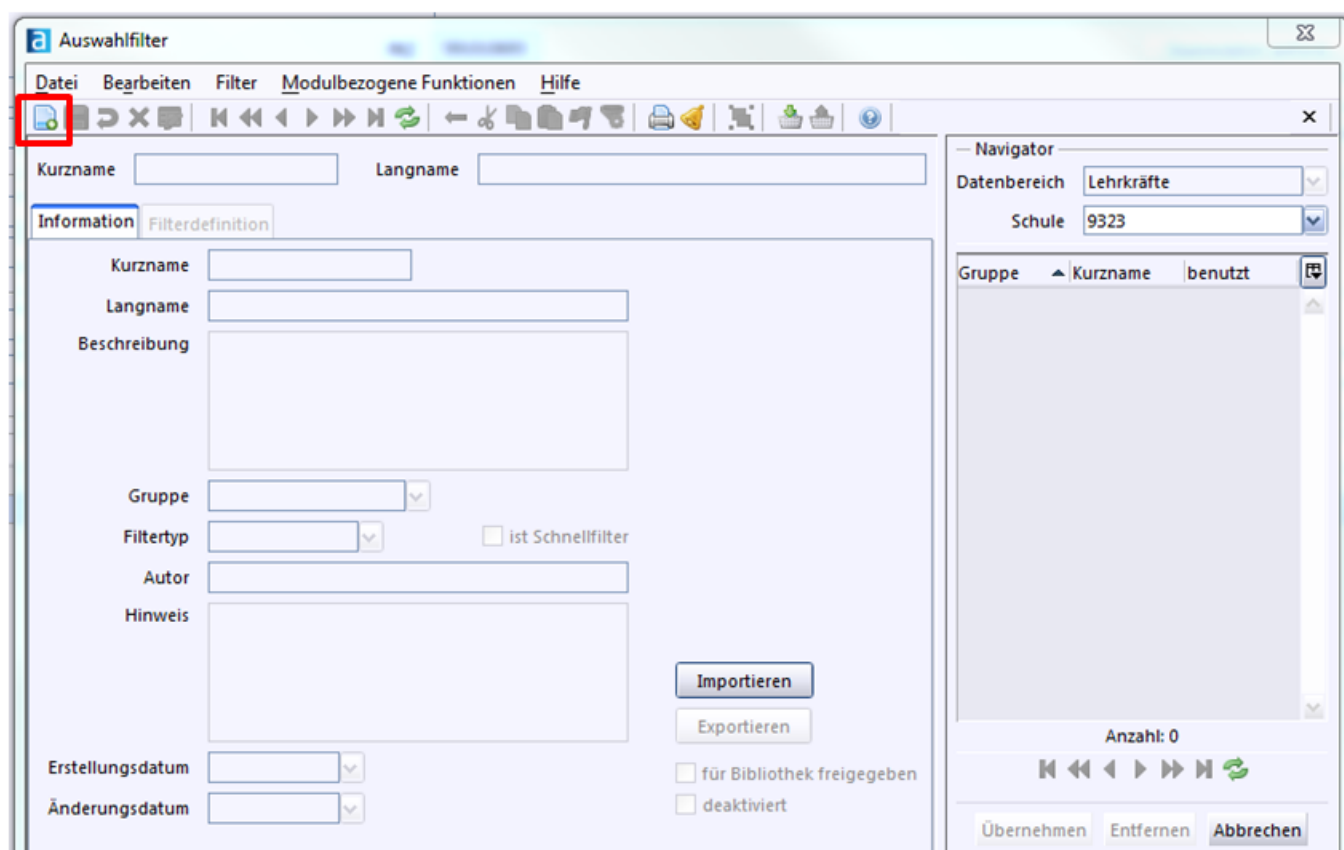 Auswahlfilter
Datei Bearbeiten Filter Modulbezogene Funktionen Hilfe
Kurzname Langname
Information Filterdefinition
Kurzname
Langname
Beschreibung
Gruppe
Filtertyp ist Schnellfilter
Autor
Hinweis
Importieren
Exportieren
Erstellungsdatum für Bibliothek freigegeben
Änderungsdatum deaktiviert
Navigator
Datenbereich Lehrkräfte
Schule 9323
Gruppe Kurzname benutzt
Anzahl: 0
Übernehmen Entfernen Abbrechen